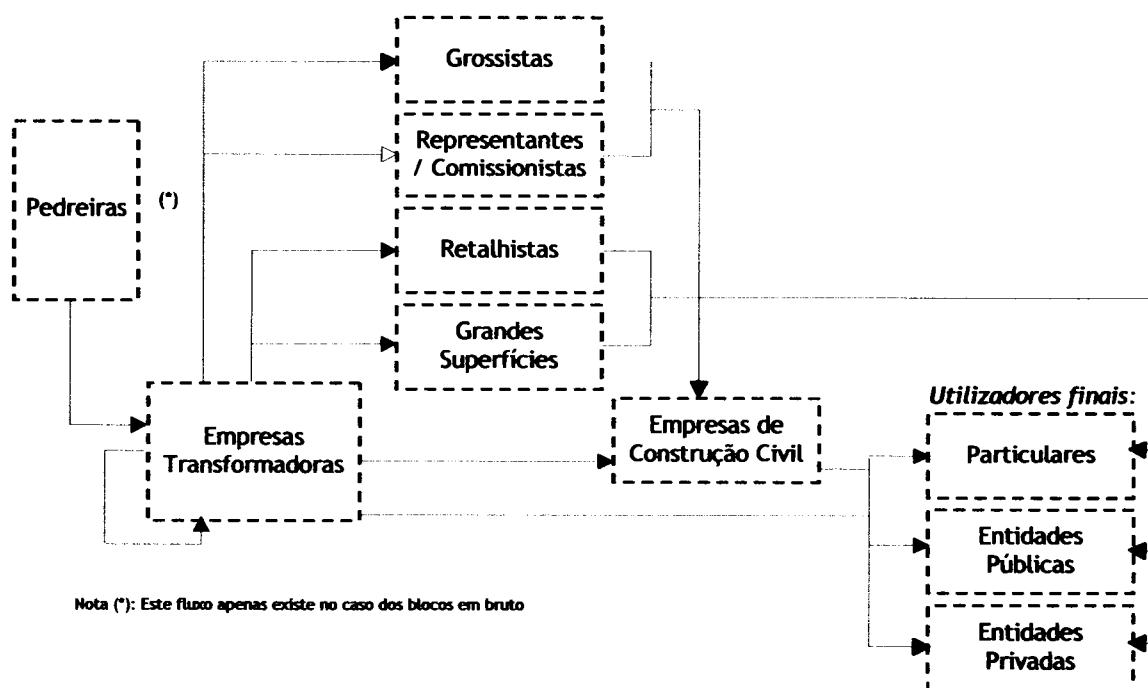 Grossistas
Representantes
/ Comissionistas
Pedreiras
(*)
Retalhistas
Grandes
Superfícies
Empresas
Transformadoras
Empresas de
Construção Civil
Utilizadores finais:
Particulares
Entidades
Públicas
Entidades
Privadas
Nota (*): Este fluxo apenas existe no caso dos blocos em bruto